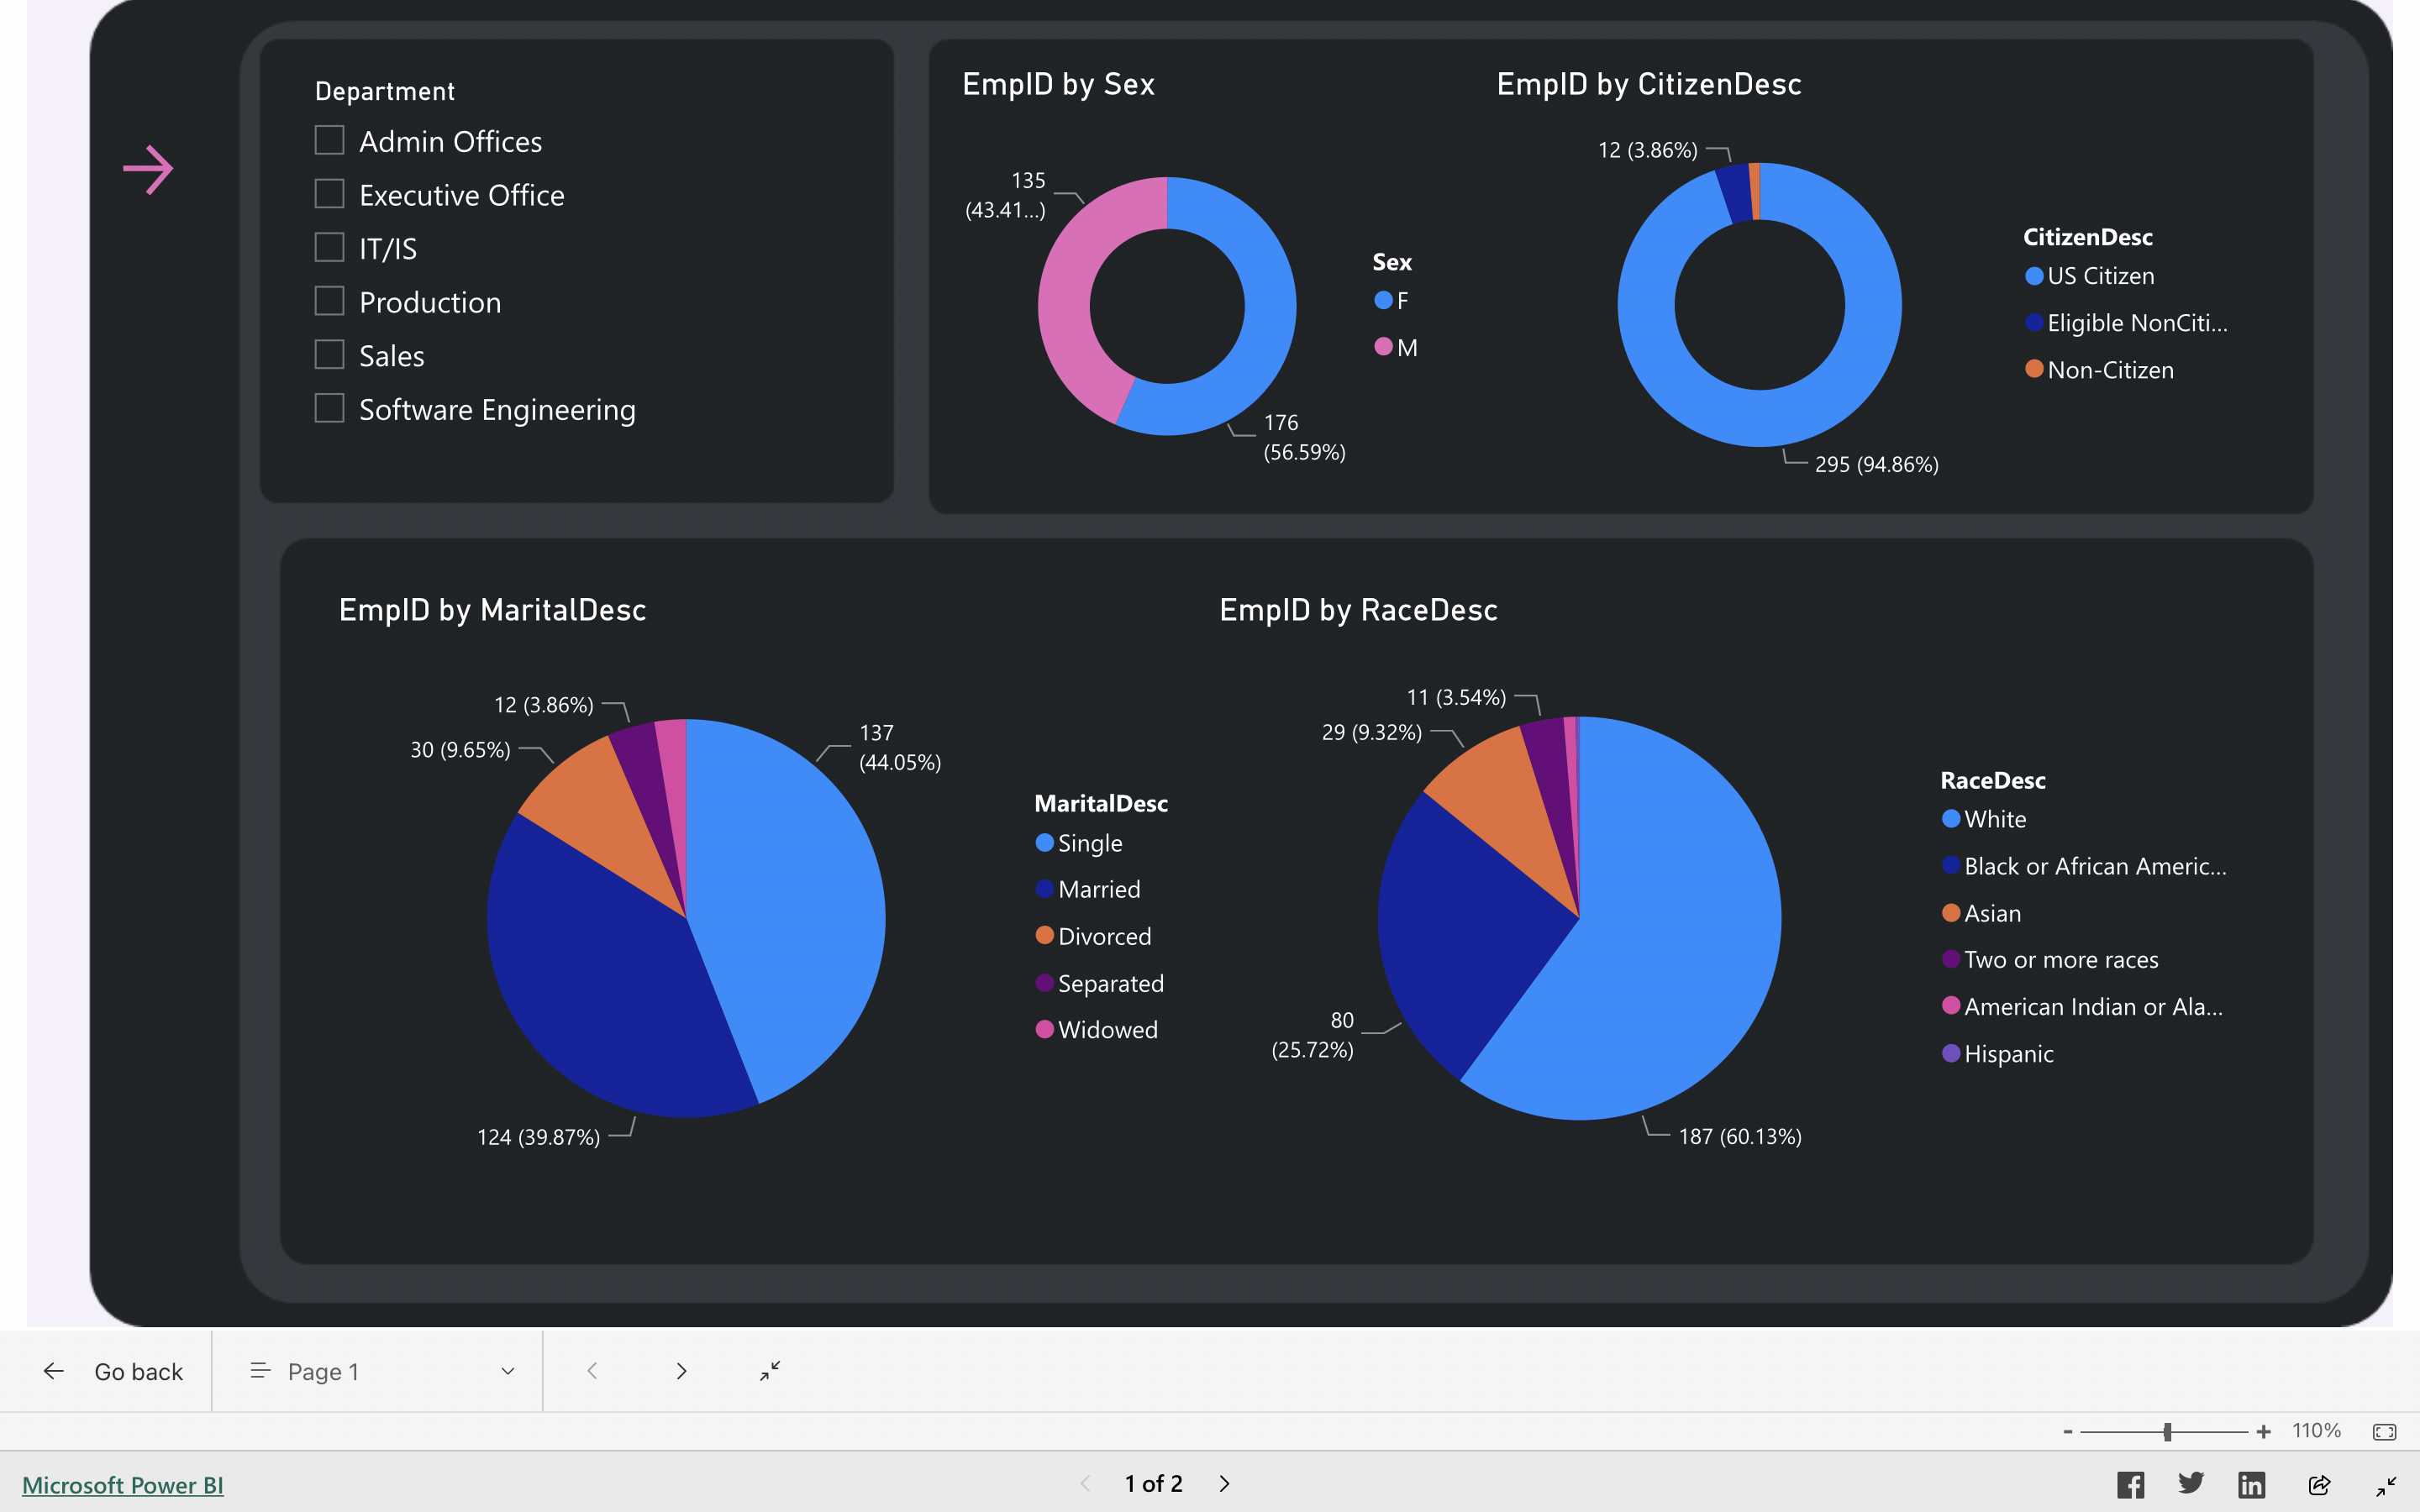 Department
Admin Offices
Executive Office
IT/IS
Production
Sales
Software Engineering
EmpID by Sex
135
(43.41...)
176
(56.59%)
Sex
F
M
EmpID by CitizenDesc
12 (3.86%)
295 (94.86%)
CitizenDesc
US Citizen
Eligible NonCiti...
Non-Citizen
EmpID by MaritalDesc
12 (3.86%)
30 (9.65%)
137
(44.05%)
124 (39.87%)
MaritalDesc
Single
Married
Divorced
Separated
Widowed
EmpID by RaceDesc
11 (3.54%)
29 (9.32%)
80
(25.72%)
187 (60.13%)
RaceDesc
White
Black or African Americ...
Asian
Two or more races
American Indian or Ala...
Hispanic
Go back
Page 1
- + 110%
Microsoft Power BI
1 of 2